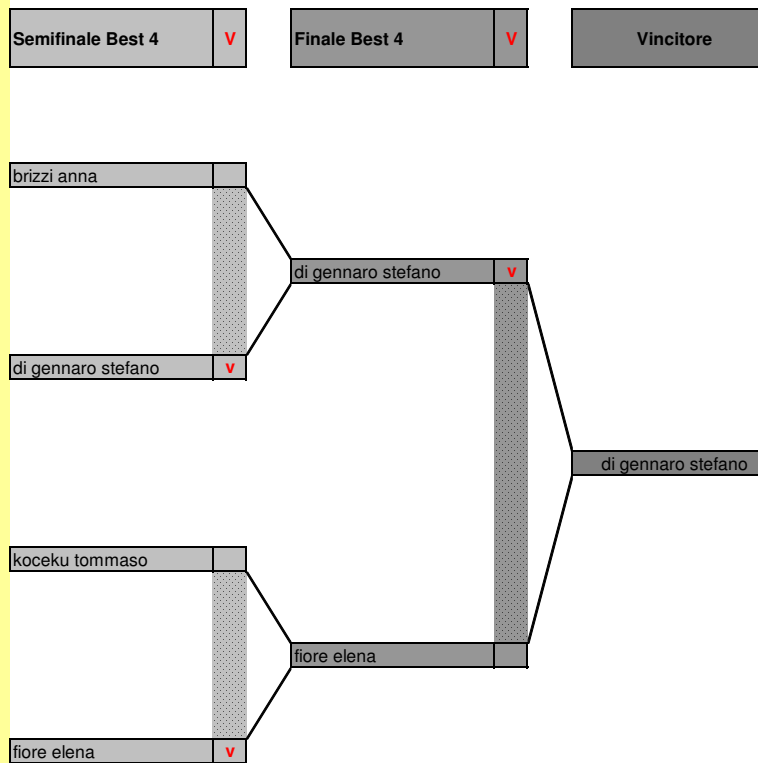 Semifinale Best 4 V Finale Best 4 V Vincitore
brizzi anna
di gennaro stefano v
di gennaro stefano v
di gennaro stefano
koceku tommaso
fiore elena
fiore elena v